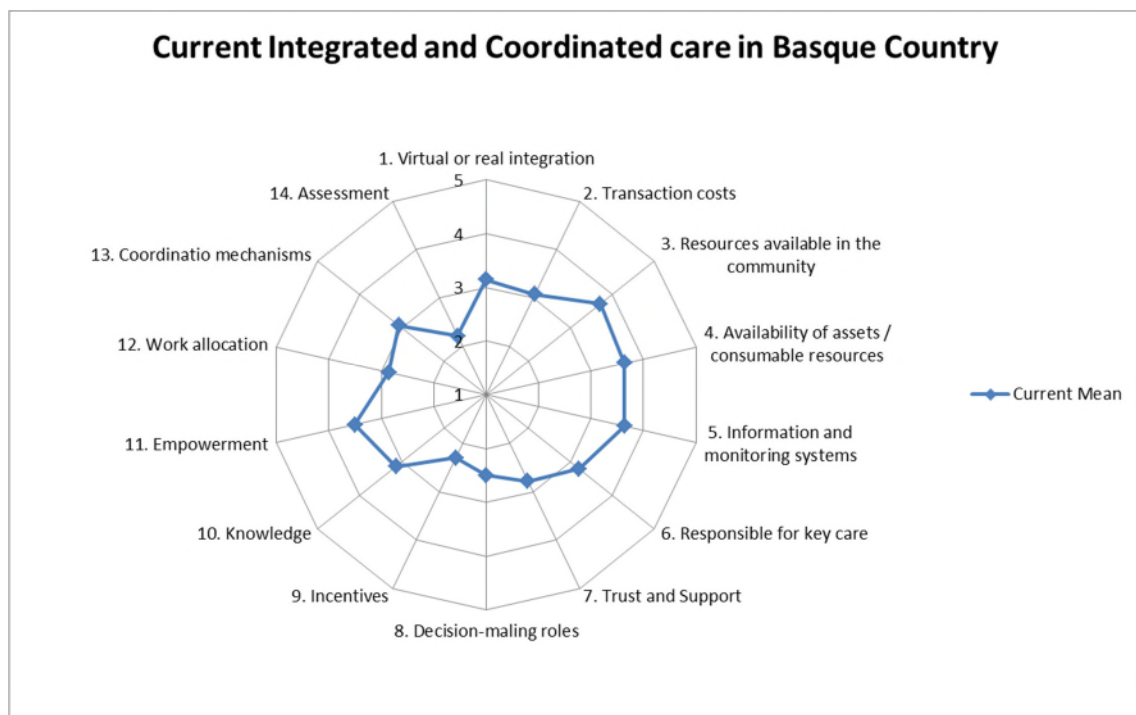 Current Integrated and Coordinated care in Basque Country
1. Virtual or real integration
2. Transaction costs
3. Resources available in the
community
4. Availability of assets /
consumable resources
5. Information and
monitoring systems
6. Responsible for key care
7. Trust and Support
8. Decision-maling roles
9. Incentives
10. Knowledge
11. Empowerment
12. Work allocation
13. Coordinatio mechanisms
14. Assessment
5
4
3
2
1
Current Mean